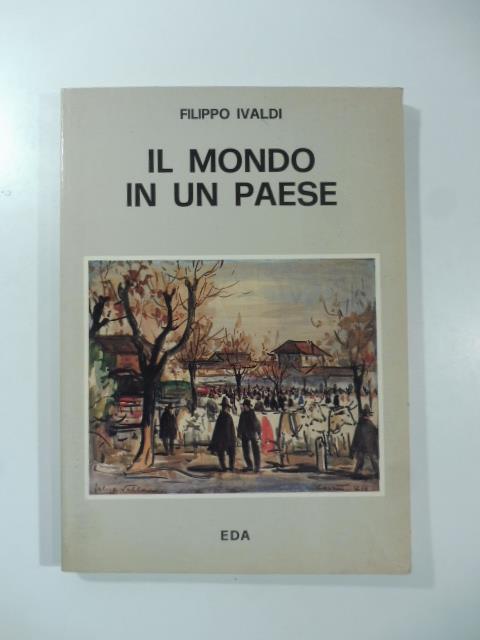 FILIPPO IVALDI
IL MONDO
IN UN PAESE
EDA